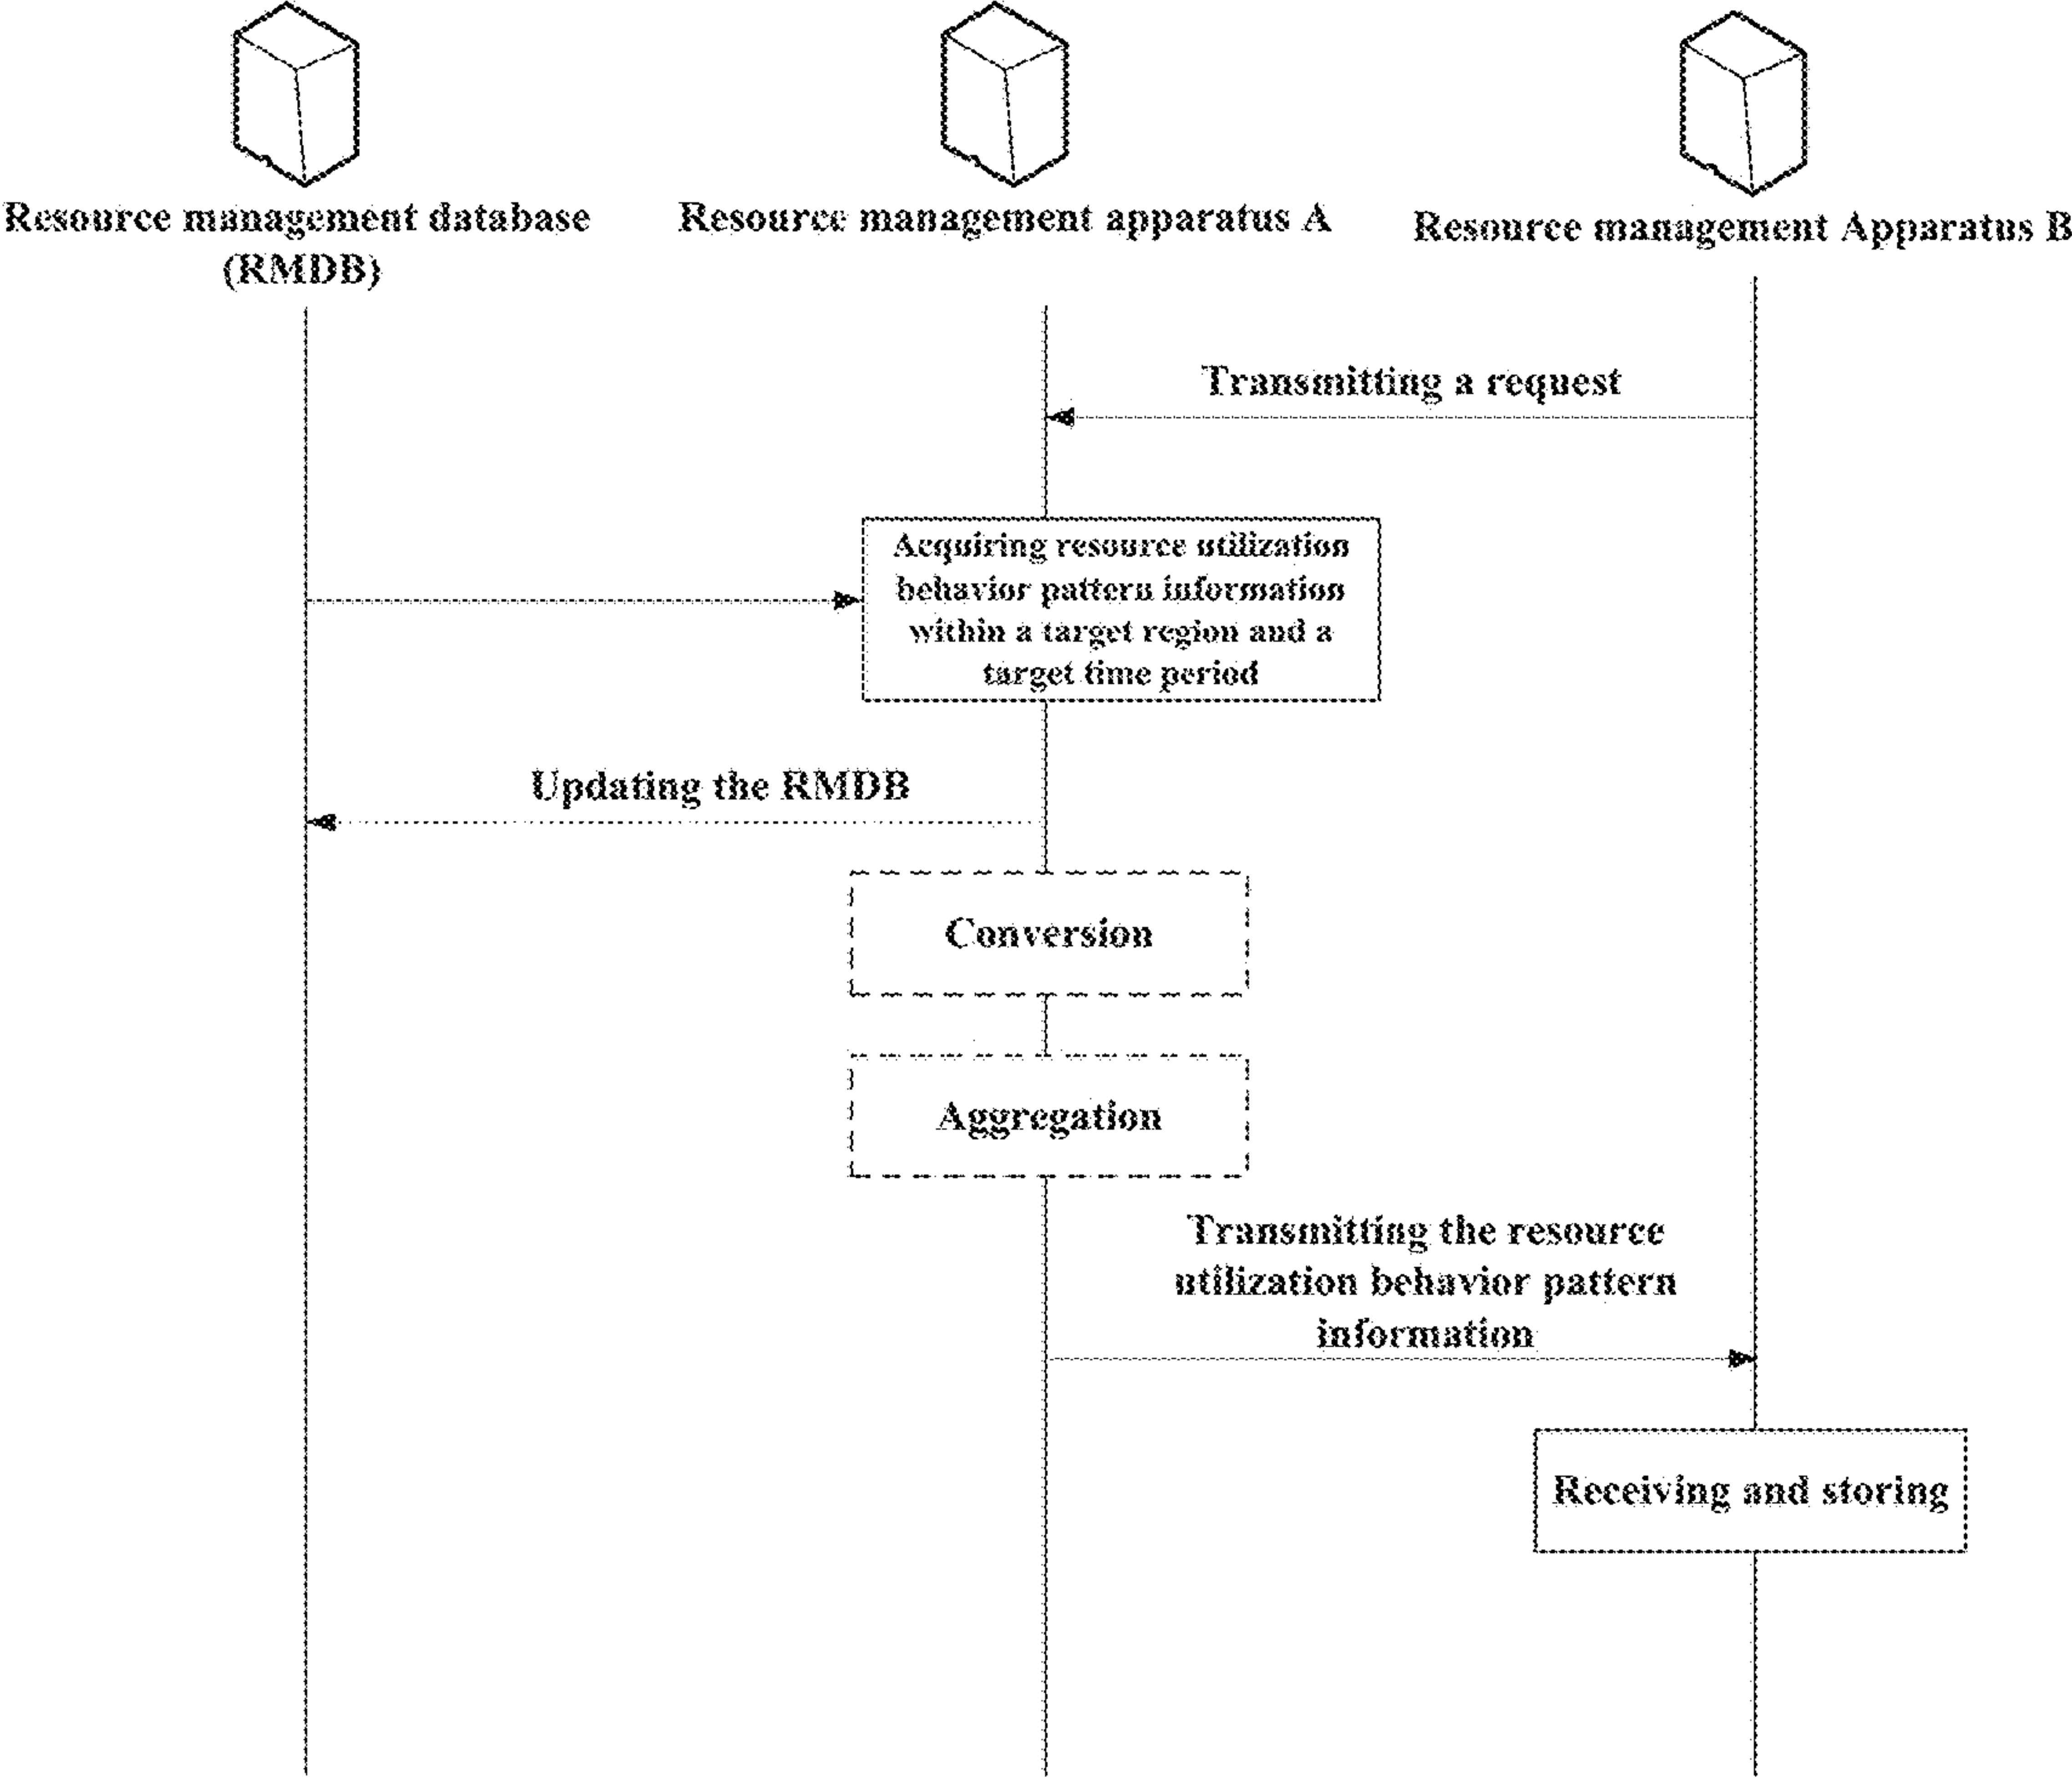 Resource management database
(RMDB)
Resource management apparatus A
Resource management Apparatus B
Transmitting a request
Acquiring resource utilization
behavior pattern information
within a target region and a
target time period
Updating the RMDB
Conversion
Aggregation
Transmitting the resource
utilization behavior pattern
information
Receiving and storing